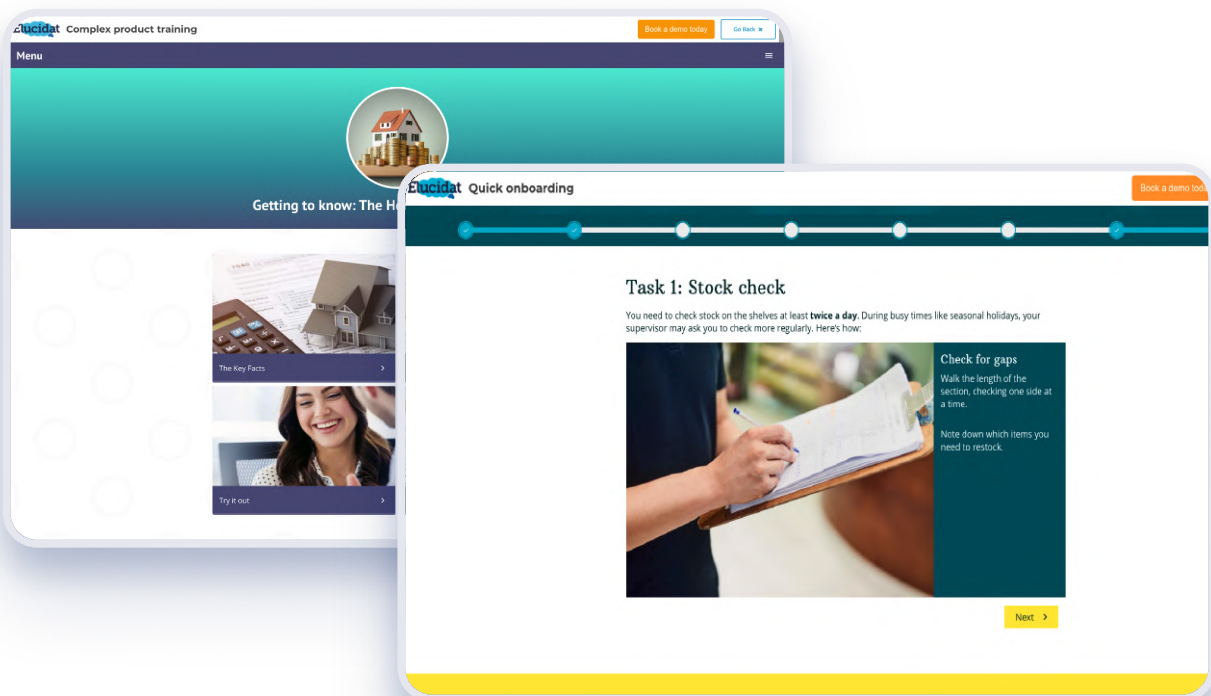 Elucidat Complex product training
Book a demo today
Go Back ×
Menu
Getting to know: The
The Key Facts
Try it out
Elucidat Quick onboarding
Book a demo
Task 1: Stock check
You need to check stock on the shelves at least twice a day. During busy times like seasonal holidays, your
supervisor may ask you to check more regularly. Here's how:
Check for gaps
Walk the length of the
section, checking one side at
a time.
Note down which items you
need to restock.
Next